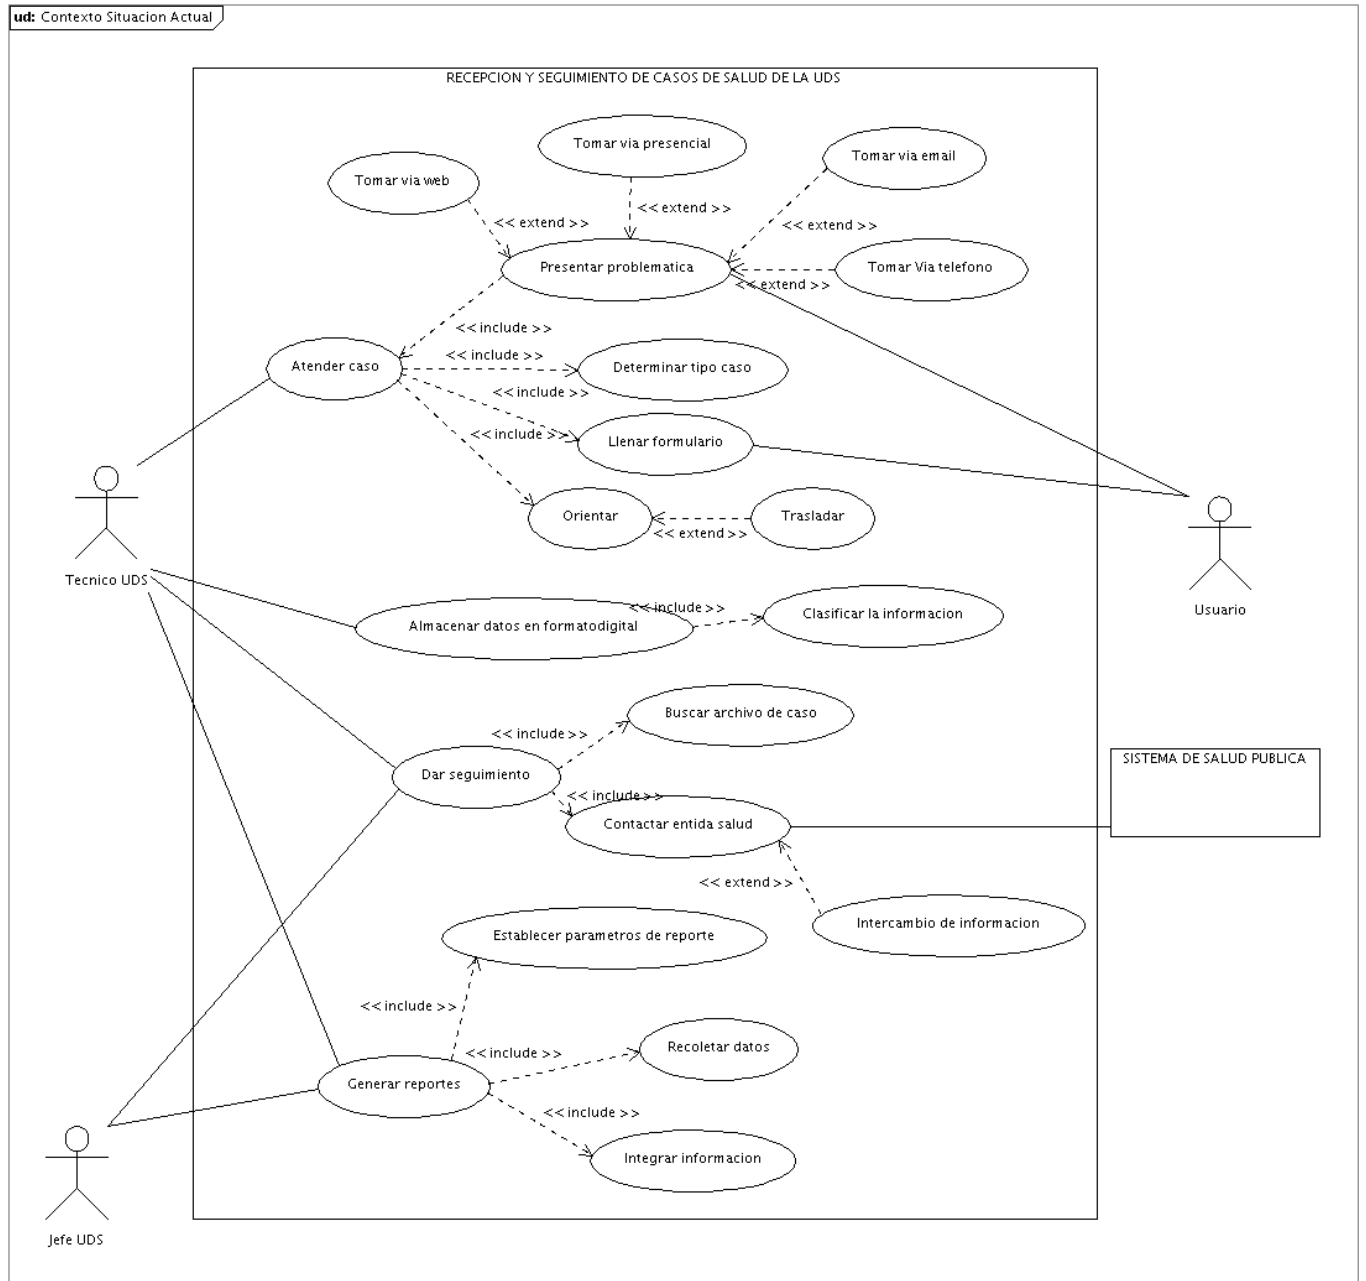 ud: Contexto Situacion Actual
RECEPCION Y SEGUIMIENTO DE CASOS DE SALUD DE LA UDS
Tomar via presencial
Tomar via email
Tomar via web
<< extend >>
<< extend >>
<< extend >>
Presentar problematica
Tomar Via telefono
<< extend >>
<< include >>
<< include >>
Atender caso
Determinar tipo caso
<< include >>
<< include >>
Llenar formulario
Orientar
Trasladar
<< extend >>
Tecnico UDS
Usuario
<< include >>
Clasificar la informacion
Almacenar datos en formatodigital
Buscar archivo de caso
<< include >>
SISTEMA DE SALUD PUBLICA
Dar seguimiento
<< include >>
Contactar entida salud
<< extend >>
Intercambio de informacion
Establecer parametros de reporte
<< include >>
<< include >>
Recoletar datos
Generar reportes
<< include >>
Integrar informacion
Jefe UDS